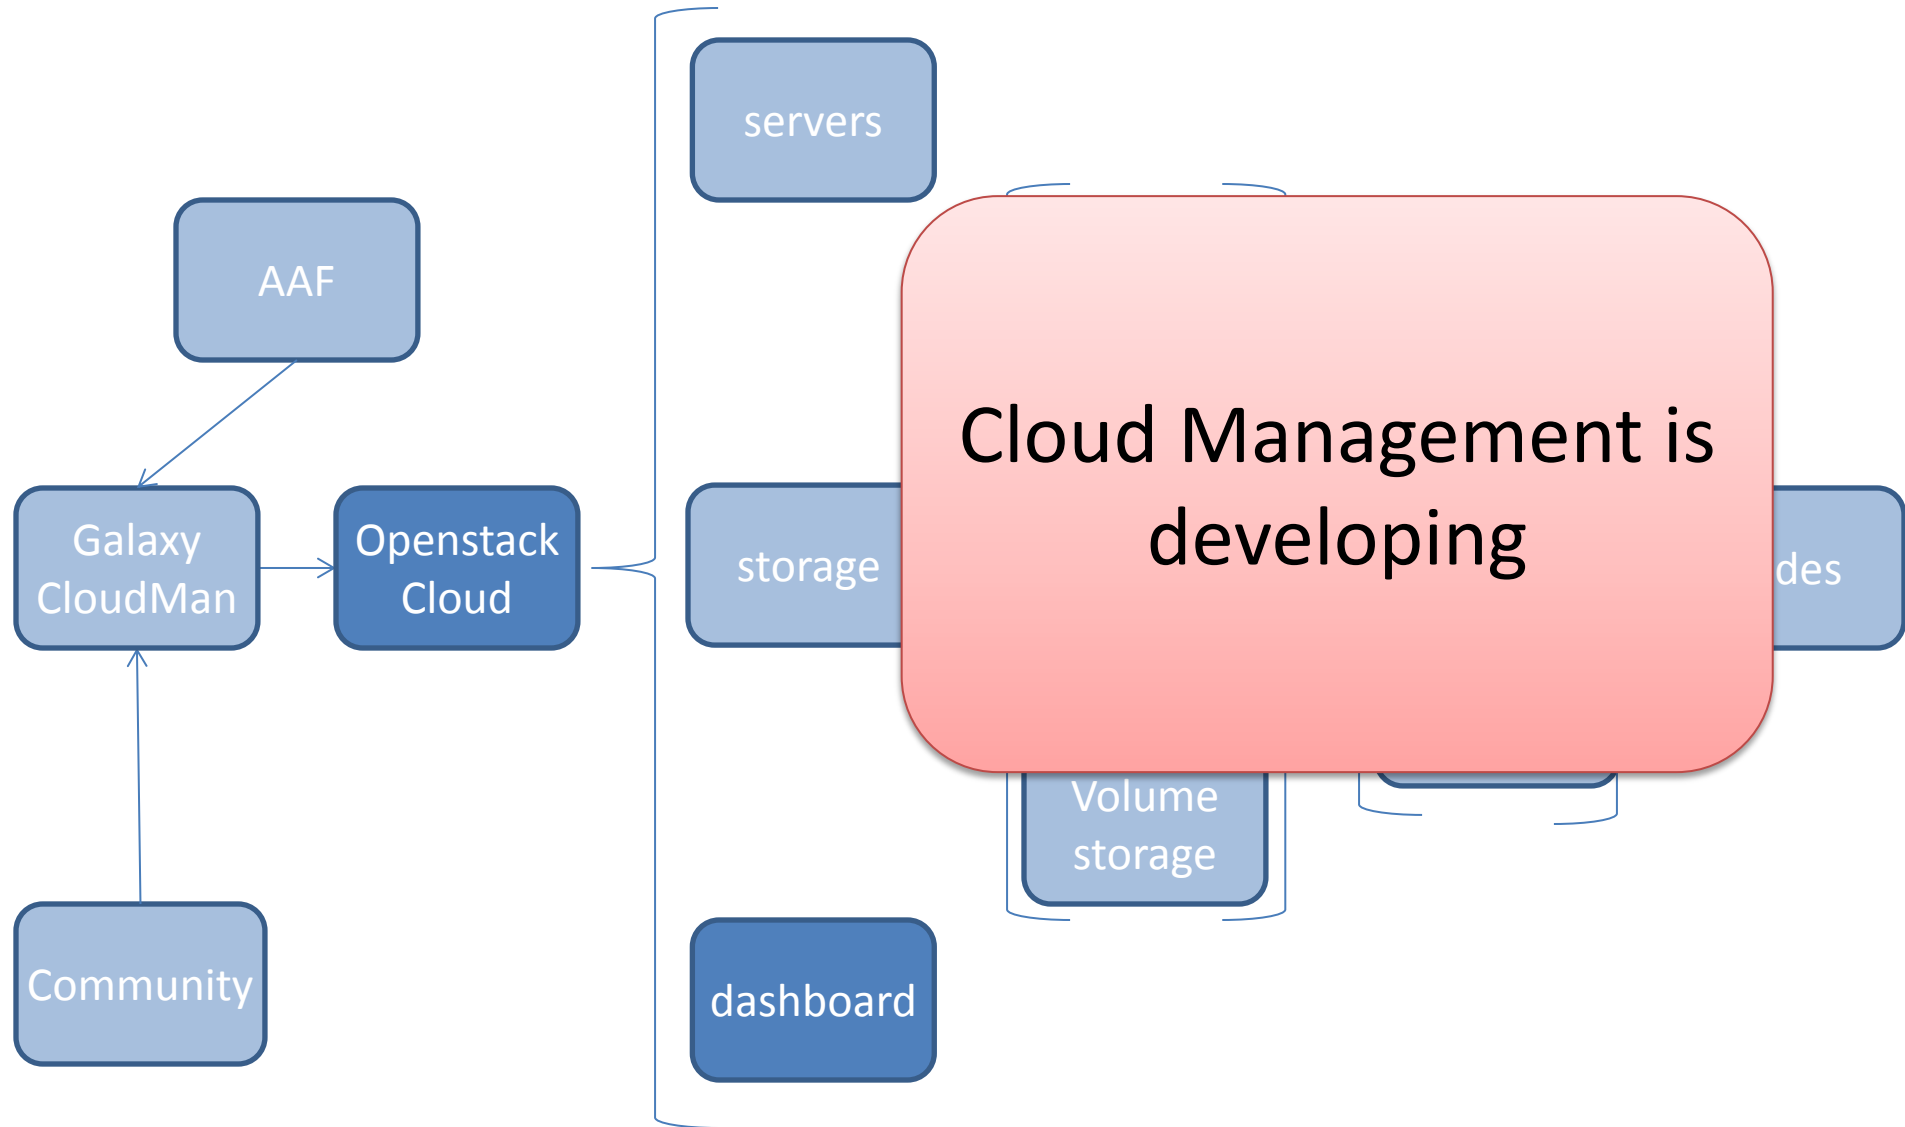 servers
AAF
Cloud Management is
developing
Galaxy
CloudMan
Openstack
Cloud
storage
des
Volume
storage
Community
dashboard